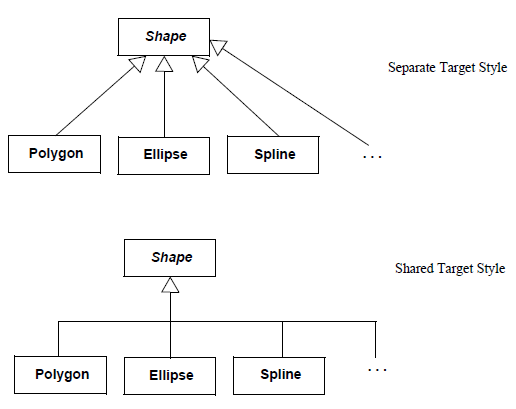 Shape
Separate Target Style
Polygon
Ellipse
Spline
. . .
Shape
Shared Target Style
Polygon
Ellipse
Spline
. . .